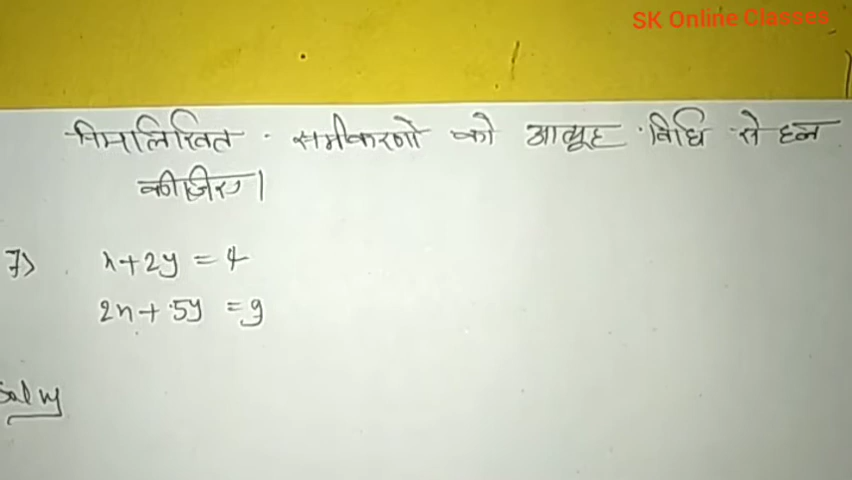 SK Online Classes
निम्नलिखित समीकरणों को आव्यूह विधि से हल
कीजिए।
7) x+2y = 4
2x+5y = 9
Soln